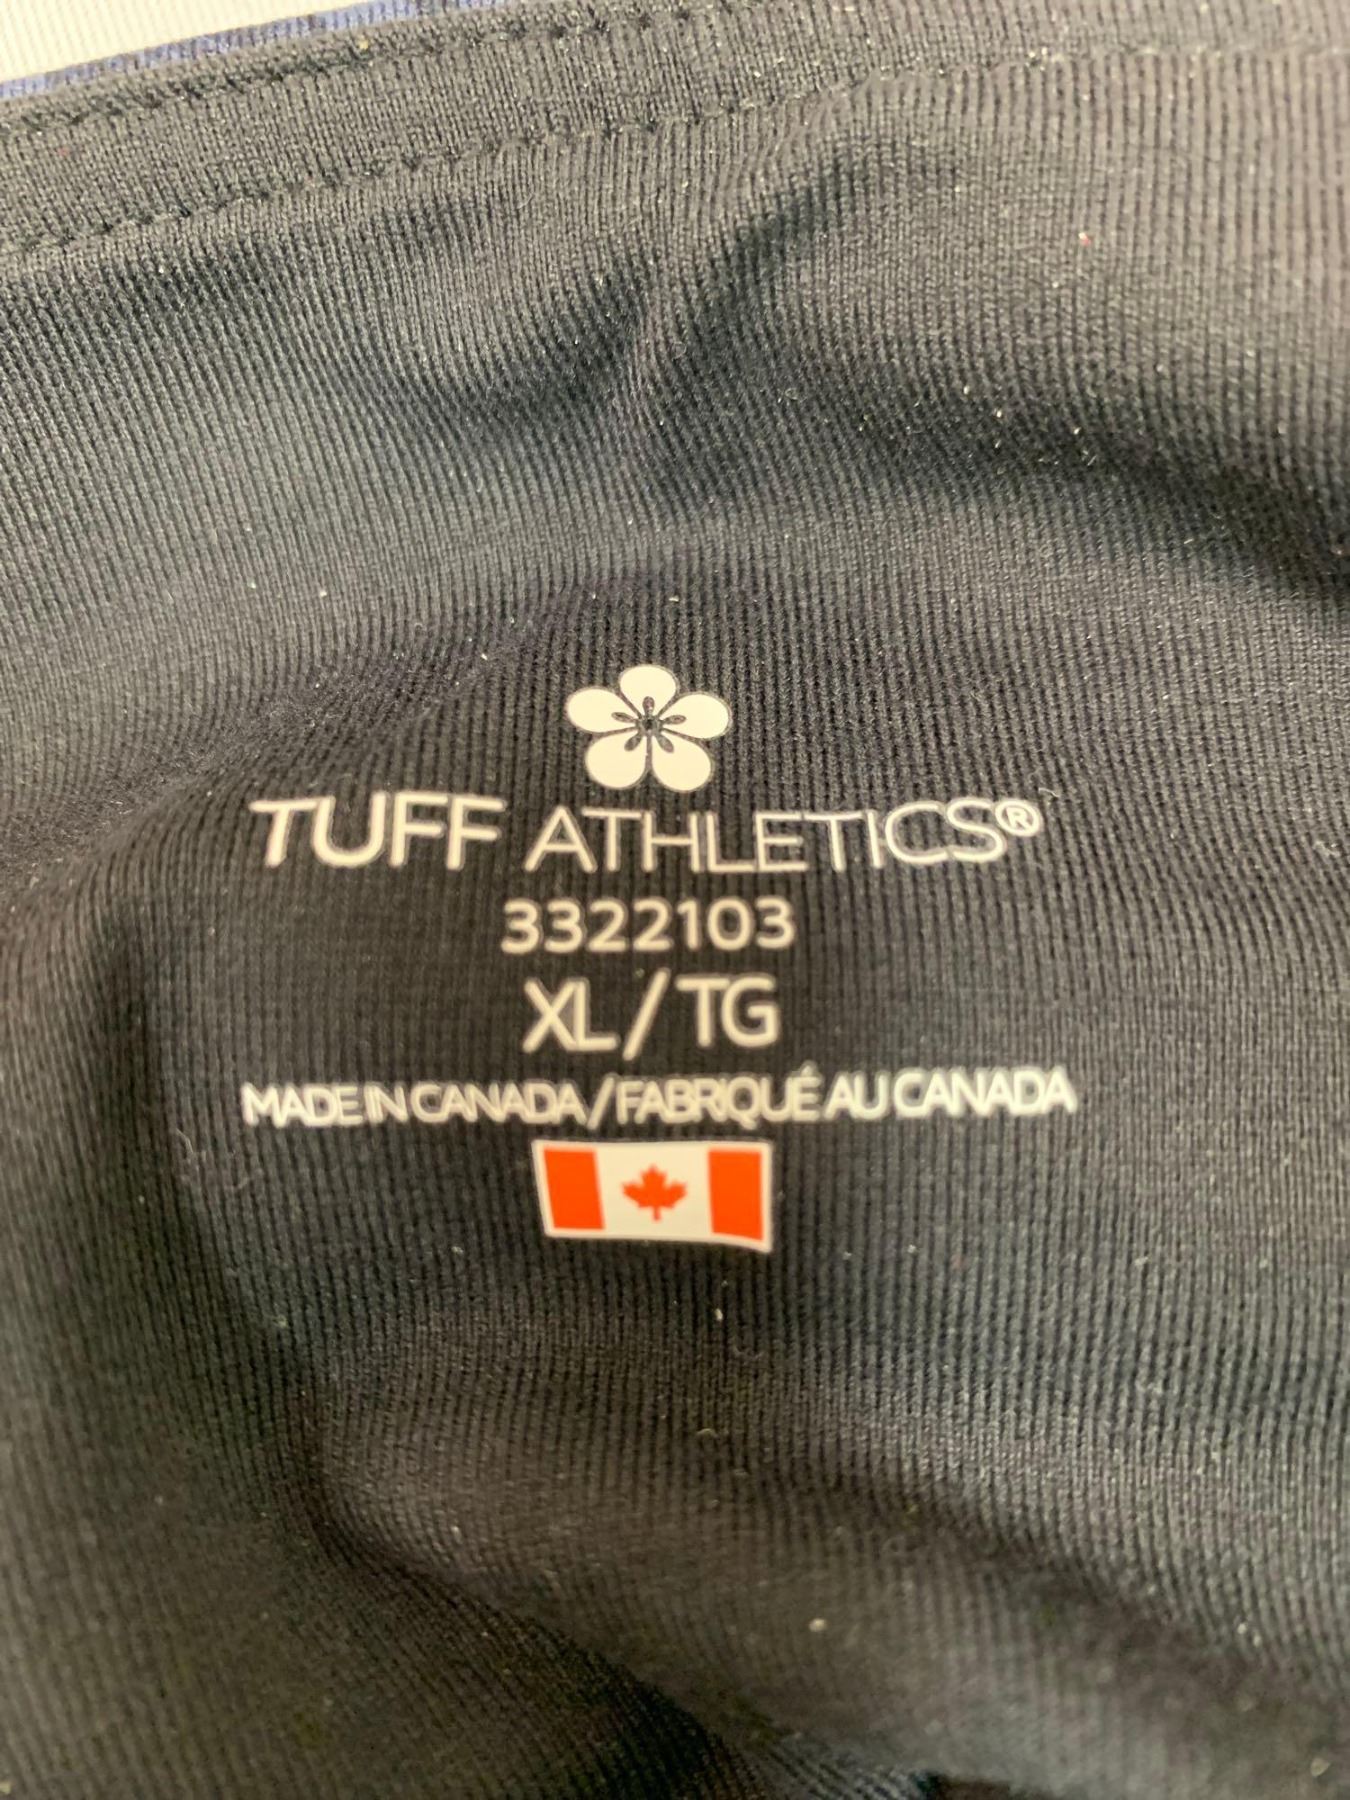 TUFF ATHLETICS®
3322103
XL/TG
MADE IN CANADA/FABRIQUÉ AU CANADA